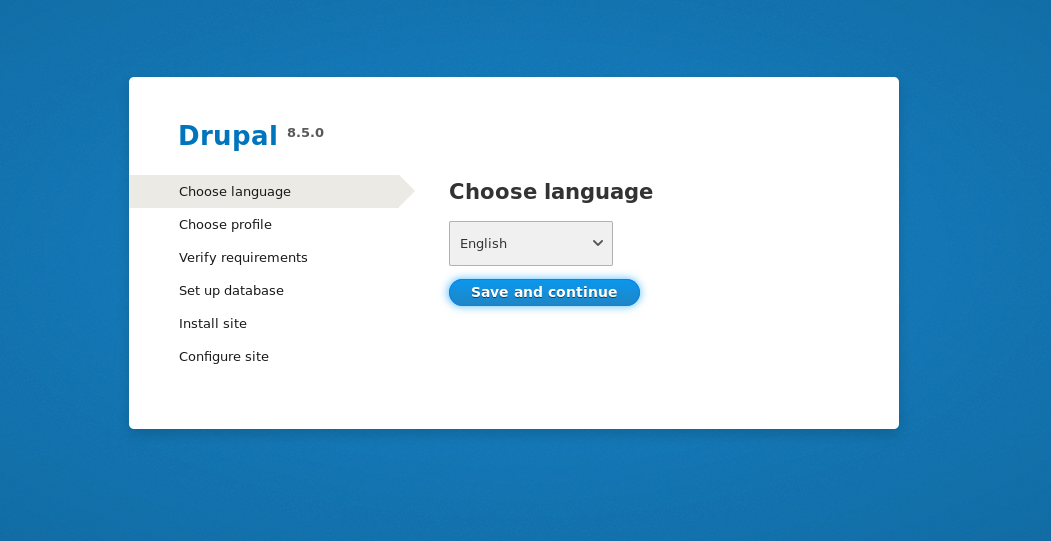 Drupal 8.5.0
Choose language
Choose profile
Verify requirements
Set up database
Install site
Configure site
Choose language
English
Save and continue